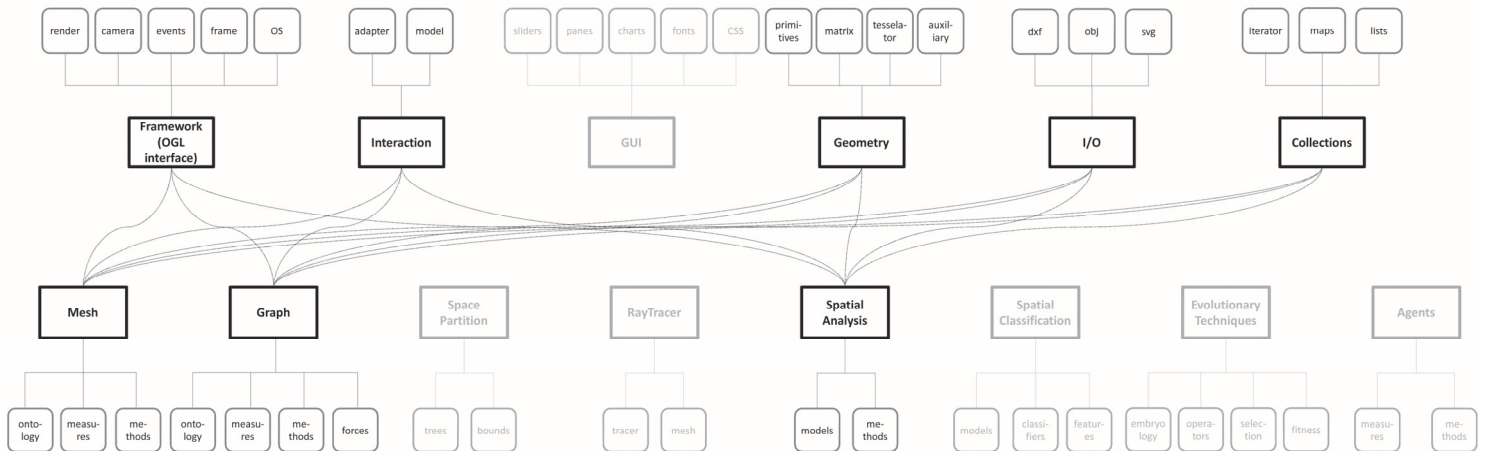 render camera events frame OS adapter model sliders panes charts fonts CSS primi-
tives matrix tessela-
tor auxil-
iary dxf obj svg iterator maps lists
Framework
(OGL
interface)
Interaction
GUI
Geometry
I/O
Collections
Mesh
Graph
Space
Partition
RayTracer
Spatial
Analysis
Spatial
Classification
Evolutionary
Techniques
Agents
onto-
logy
measu-
res
me-
thods
onto-
logy
measu-
res
me-
thods
forces
trees
bounds
tracer
mesh
models
me-
thods
models
classi-
fiers
featur-
es
embryo
logy
opera-
tors
selec-
tion
fitness
measu-
res
me-
thods